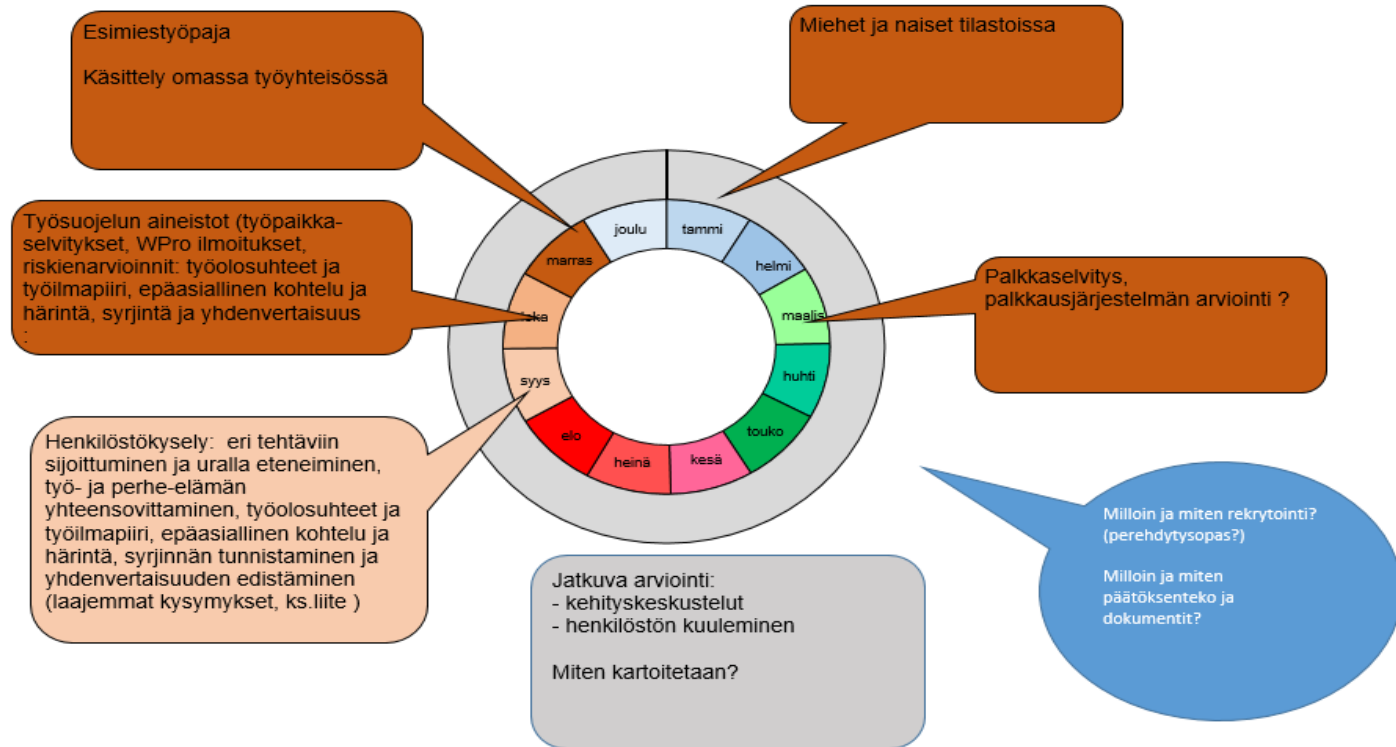 Esimiestyöpaja
Käsittely omassa työyhteisössä
Miehet ja naiset tilastoissa
Työsuojelun aineistot (työpaikka-
selvitykset, WPro ilmoitukset,
riskienarvioinnit: työolosuhteet ja
työilmapiiri, epäasiallinen kohtelu ja
härintä, syrjintä ja yhdenvertaisuus
:
Palkkaselvitys,
palkkausjärjestelmän arviointi ?
joulu
tammi
helmi
maalis
huhti
touko
kesä
heinä
elo
syys
marras
Henkilöstökysely: eri tehtäviin
sijoittuminen ja uralla eteneiminen,
työ- ja perhe-elämän
yhteensovittaminen, työolosuhteet ja
työilmapiiri, epäasiallinen kohtelu ja
härintä, syrjinnän tunnistaminen ja
yhdenvertaisuuden edistäminen
(laajemmat kysymykset, ks.liite )
Jatkuva arviointi:
- kehityskeskustelut
- henkilöstön kuuleminen
Miten kartoitetaan?
Milloin ja miten rekrytointi?
(perehdytysopas?)
Milloin ja miten
päätöksenteko ja
dokumentit?